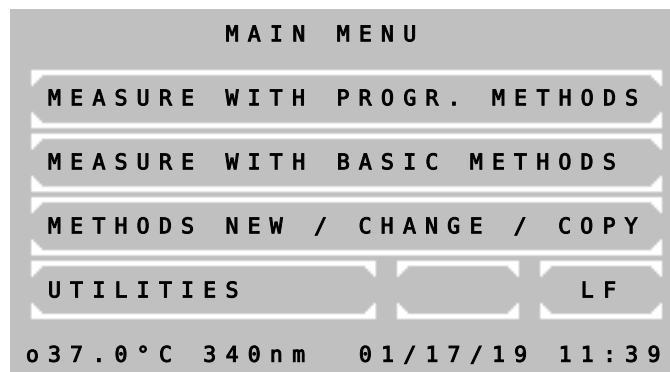 MAIN MENU
MEASURE WITH PROGR. METHODS
MEASURE WITH BASIC METHODS
METHODS NEW / CHANGE / COPY
UTILITIES LF
o37.0°C 340nm 01/17/19 11:39